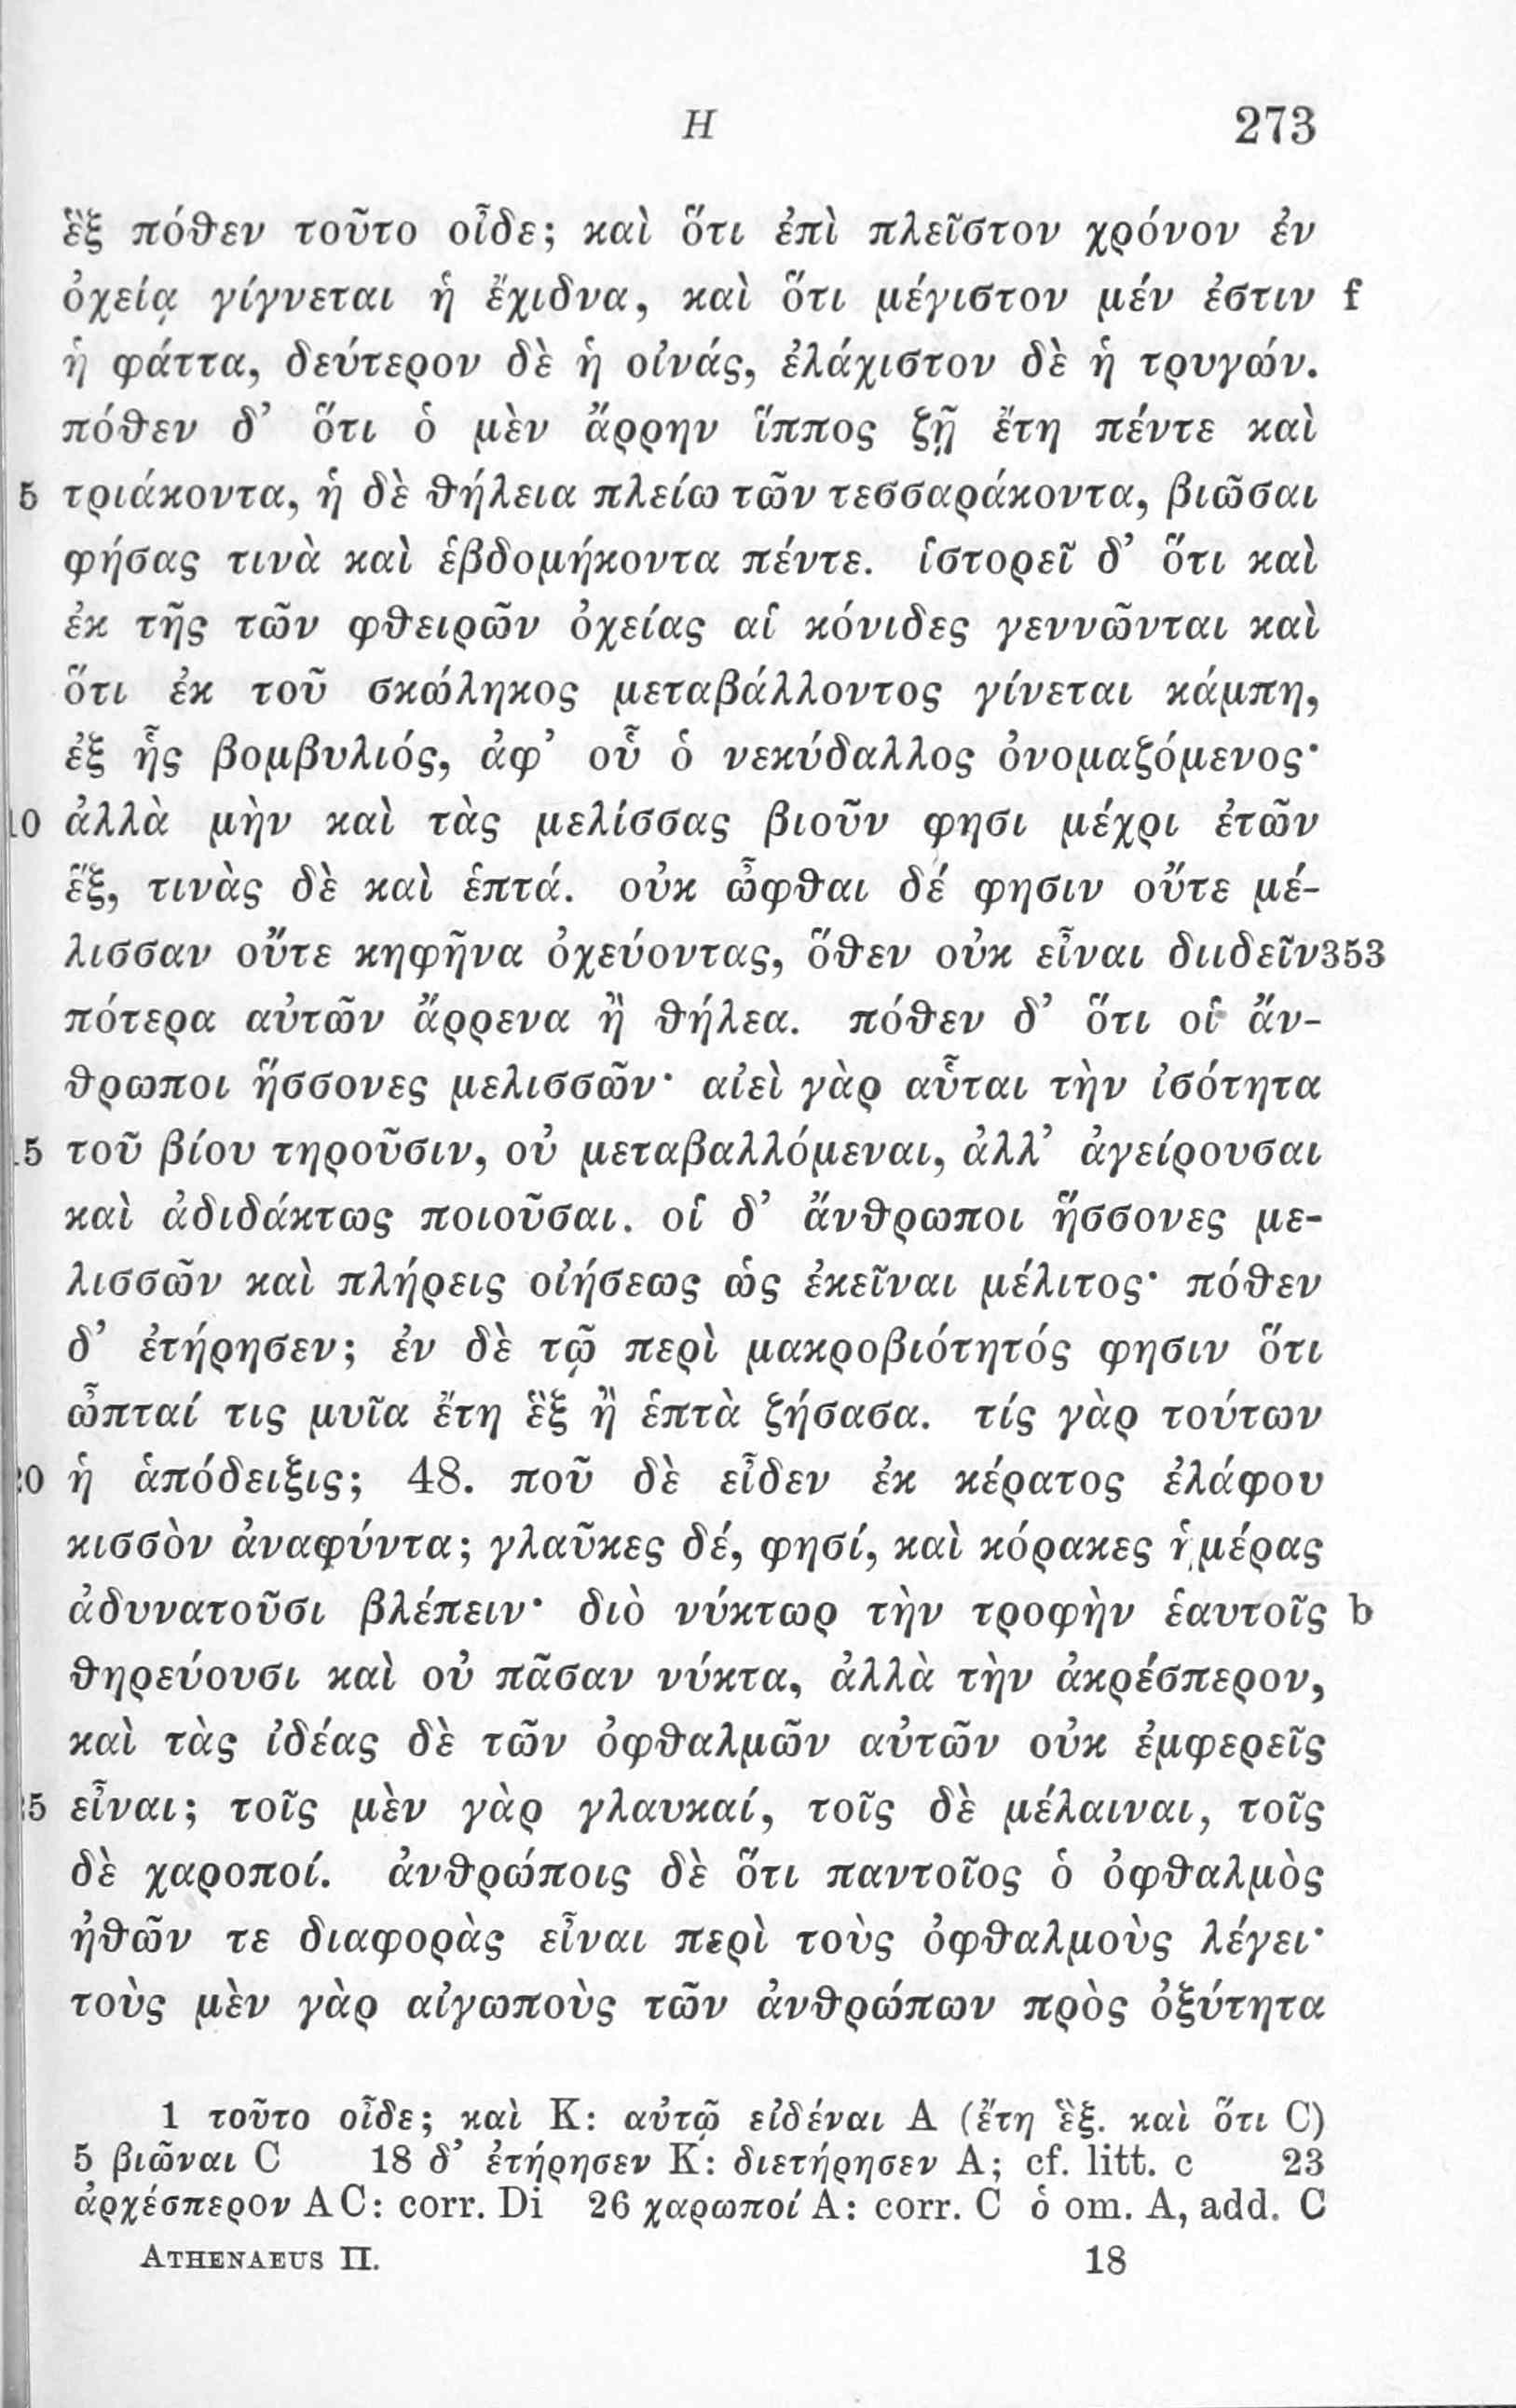 Η 273
ἓξ πόθεν τοῦτο οἶδε; καὶ ὅτι ἐπὶ πλεῖστον χρόνον ἐν
ὀχείᾳ γίγνεται ἡ ἔχιδνα, καὶ ὅτι μέγιστον μέν ἐστιν f
ἡ φάττα, δεύτερον δὲ ἡ οἰνάς, ἐλάχιστον δὲ ἡ τρυγών.
πόθεν δ’ ὅτι ὁ μὲν ἄρρην ἵππος ζῇ ἔτη πέντε καὶ
5 τριάκοντα, ἡ δὲ θήλεια πλείω τῶν τεσσαράκοντα, βιῶσαι
φήσας τινὰ καὶ ἑβδομήκοντα πέντε. ἱστορεῖ δ’ ὅτι καὶ
ἐκ τῆς τῶν φθειρῶν ὀχείας αἱ κόνιδες γεννῶνται καὶ
ὅτι ἐκ τοῦ σκώληκος μεταβάλλοντος γίνεται κάμπη,
ἐξ ἧς βομβυλιός, ἀφ’ οὗ ὁ νεκύδαλλος ὀνομαζόμενος·
10 ἀλλὰ μὴν καὶ τὰς μελίσσας βιοῦν φησι μέχρι ἐτῶν
ἕξ, τινὰς δὲ καὶ ἑπτά. οὐκ ὦφθαι δέ φησιν οὔτε μέ-
λισσαν οὔτε κηφῆνα ὀχεύοντας, ὅθεν οὐκ εἶναι διιδεῖν 353
πότερα αὐτῶν ἄρρενα ἢ θήλεα. πόθεν δ’ ὅτι οἱ ἄν-
θρωποι ἥσσονες μελισσῶν· αἰεὶ γὰρ αὗται τὴν ἰσότητα
15 τοῦ βίου τηροῦσιν, οὐ μεταβαλλόμεναι, ἀλλ’ ἀγείρουσαι
καὶ ἀδιδάκτως ποιοῦσαι. οἱ δ’ ἄνθρωποι ἥσσονες με-
λισσῶν καὶ πλήρεις οἰήσεως ὡς ἐκεῖναι μέλιτος· πόθεν
δ’ ἐτήρησεν; ἐν δὲ τῷ περὶ μακροβιότητός φησιν ὅτι
ὦπταί τις μυῖα ἔτη ἓξ ἢ ἑπτὰ ζήσασα. τίς γὰρ τούτων
20 ἡ ἀπόδειξις; 48. ποῦ δὲ εἶδεν ἐκ κέρατος ἐλάφου
κισσὸν ἀναφύντα; γλαῦκες δέ, φησί, καὶ κόρακες ἡμέρας
ἀδυνατοῦσι βλέπειν· διὸ νύκτωρ τὴν τροφὴν ἑαυτοῖς b
θηρεύουσι καὶ οὐ πᾶσαν νύκτα, ἀλλὰ τὴν ἀκρέσπερον,
καὶ τὰς ἰδέας δὲ τῶν ὀφθαλμῶν αὐτῶν οὐκ ἐμφερεῖς
25 εἶναι; τοῖς μὲν γὰρ γλαυκαί, τοῖς δὲ μέλαιναι, τοῖς
δὲ χαροποί. ἀνθρώποις δὲ ὅτι παντοῖος ὁ ὀφθαλμὸς
ἠθῶν τε διαφορὰς εἶναι περὶ τοὺς ὀφθαλμοὺς λέγει·
τοὺς μὲν γὰρ αἰγωποὺς τῶν ἀνθρώπων πρὸς ὀξύτητα
1 τοῦτο οἶδε; καὶ K: αὐτῷ εἰδέναι A (ἔτη ἓξ. καὶ ὅτι C)
5 βιῶναι C 18 δ’ ἐτήρησεν K: διετήρησεν A; cf. litt. c 23
ἀρχέσπερον AC: corr. Di 26 χαρωποί A: corr. C ὁ om. A, add. C
ATHENAEUS II. 18